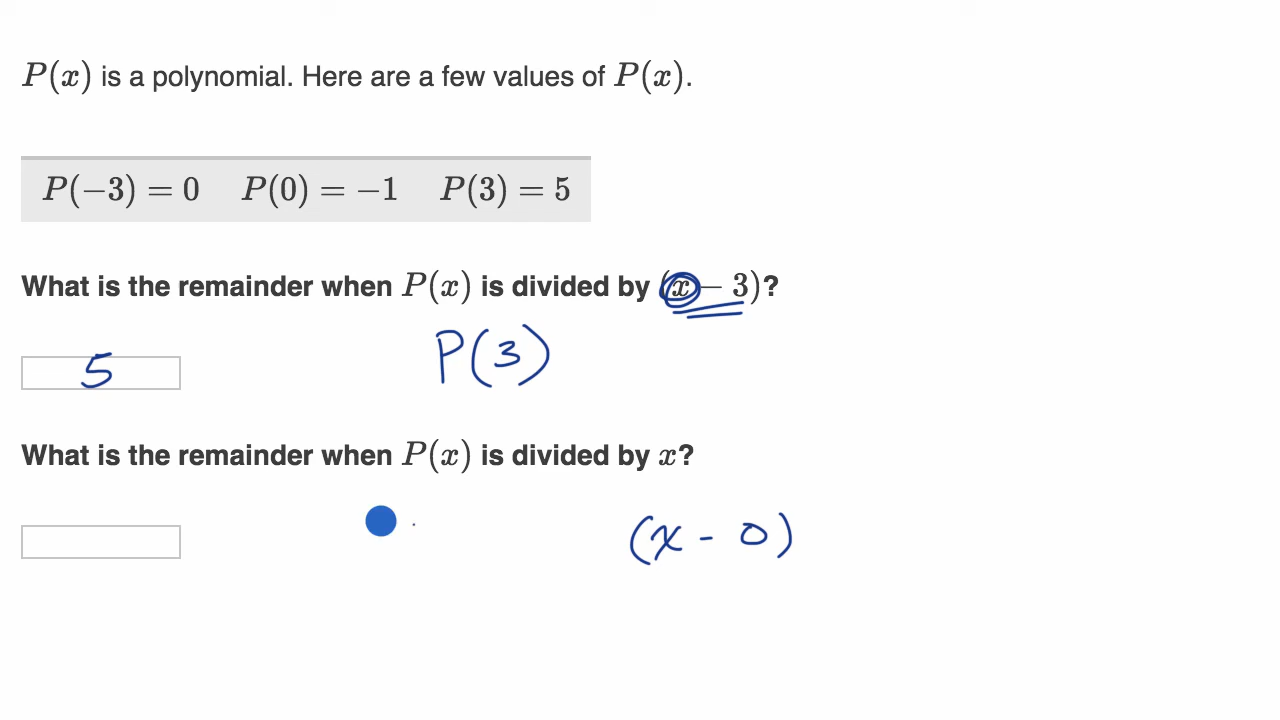 P(x) is a polynomial. Here are a few values of P(x).
P(−3) = 0 P(0) = −1 P(3) = 5
What is the remainder when P(x) is divided by (x − 3)?
P(3)
5
What is the remainder when P(x) is divided by x?
(x - 0)